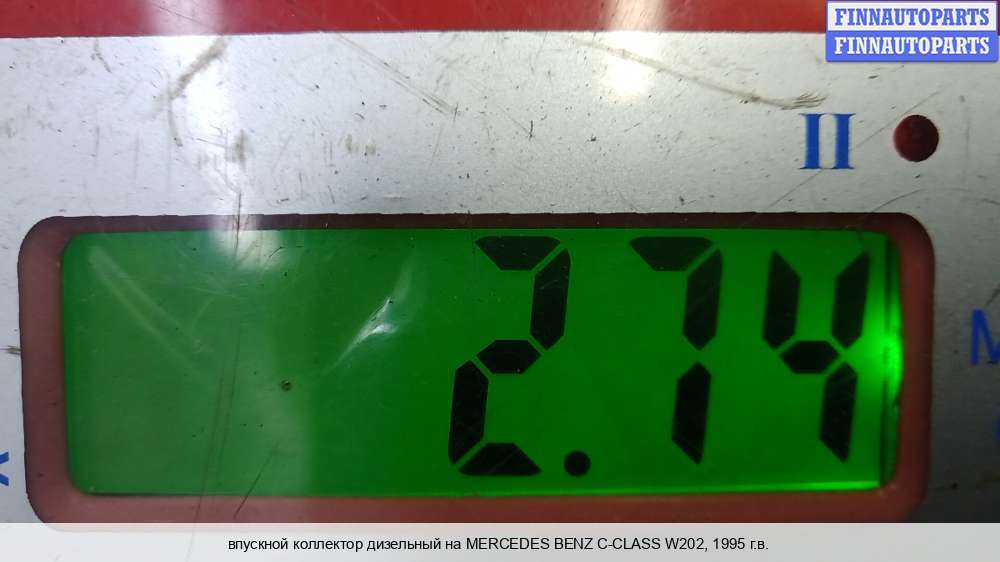 FINNAUTOPARTS
FINNAUTOPARTS
II
2.74
M
впускной коллектор дизельный на MERCEDES BENZ C-CLASS W202, 1995 г.в.